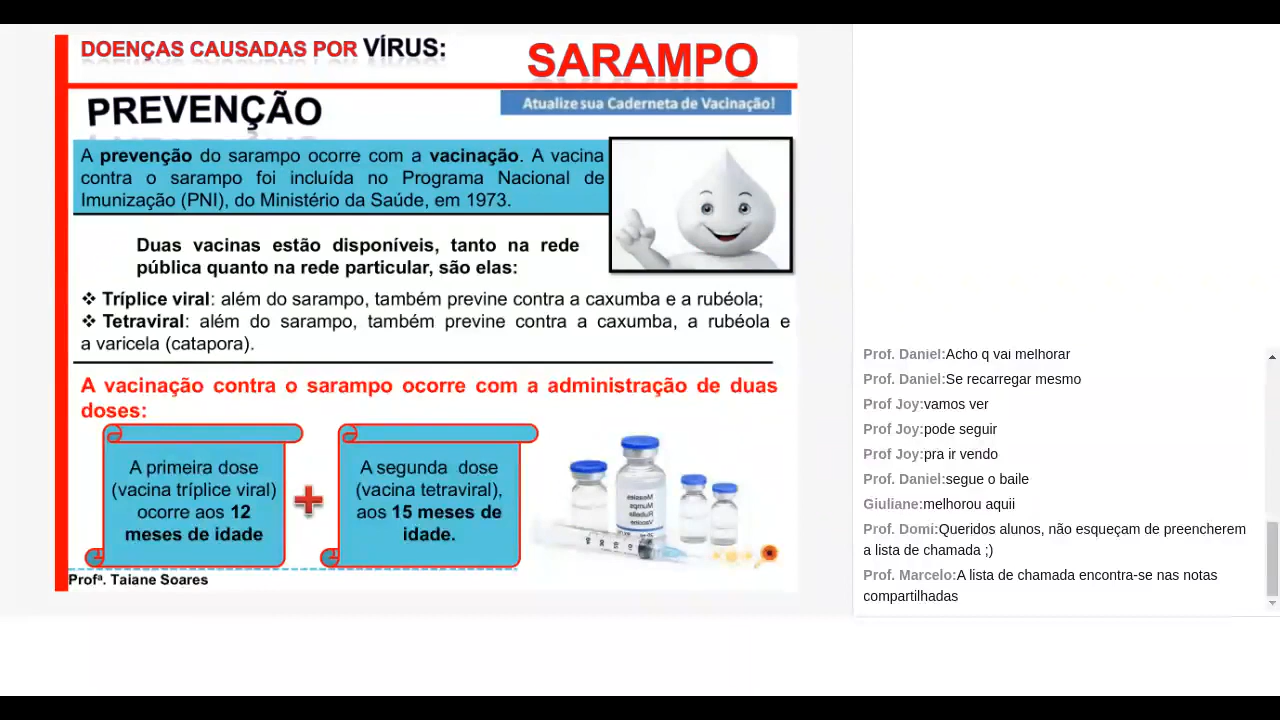 DOENÇAS CAUSADAS POR VÍRUS:
SARAMPO
PREVENÇÃO
Atualize sua Caderneta de Vacinação!
A prevenção do sarampo ocorre com a vacinação. A vacina
contra o sarampo foi incluída no Programa Nacional de
Imunização (PNI), do Ministério da Saúde, em 1973.
Duas vacinas estão disponíveis, tanto na rede
pública quanto na rede particular, são elas:
❖ Tríplice viral: além do sarampo, também previne contra a caxumba e a rubéola;
❖ Tetraviral: além do sarampo, também previne contra a caxumba, a rubéola e
a varicela (catapora).
A vacinação contra o sarampo ocorre com a administração de duas
doses:
A primeira dose
(vacina tríplice viral)
ocorre aos 12
meses de idade
A segunda dose
(vacina tetraviral),
aos 15 meses de
idade.
Measles
Mumps
Rubella
Vaccine
Profª. Taiane Soares
Prof. Daniel:Acho q vai melhorar
Prof. Daniel:Se recarregar mesmo
Prof Joy:vamos ver
Prof Joy:pode seguir
Prof Joy:pra ir vendo
Prof. Daniel:segue o baile
Giuliane:melhorou aquii
Prof. Domi:Queridos alunos, não esqueçam de preencherem
a lista de chamada ;)
Prof. Marcelo:A lista de chamada encontra-se nas notas
compartilhadas